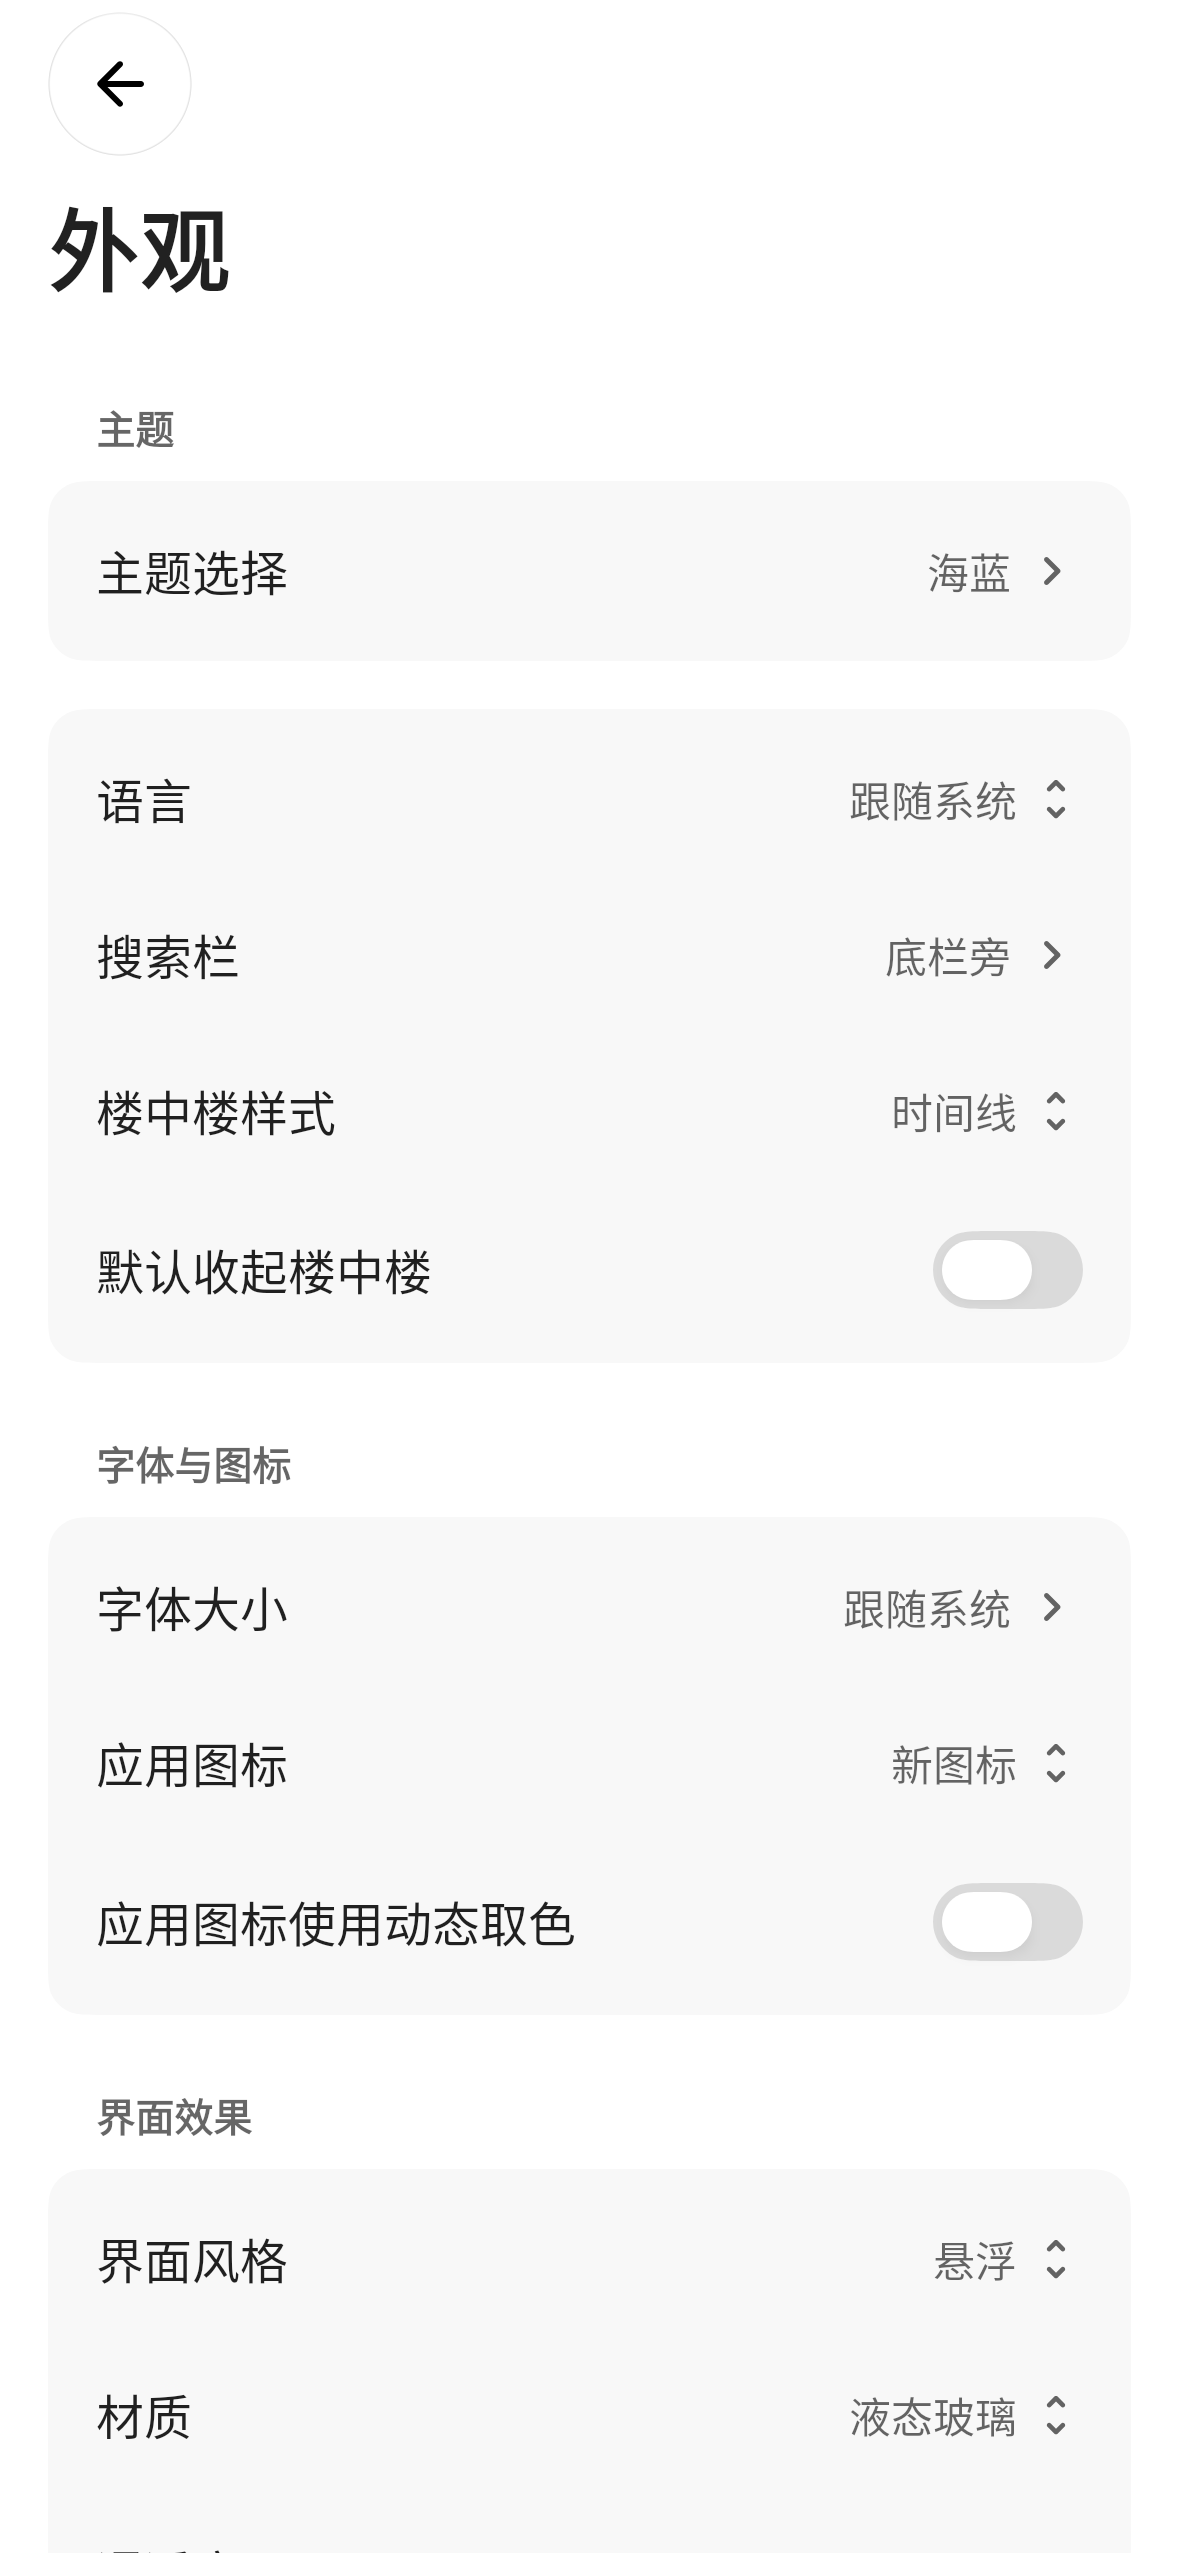 外观
主题
主题选择 海蓝
语言 跟随系统
搜索栏 底栏旁
楼中楼样式 时间线
默认收起楼中楼
字体与图标
字体大小 跟随系统
应用图标 新图标
应用图标使用动态取色
界面效果
界面风格 悬浮
材质 液态玻璃